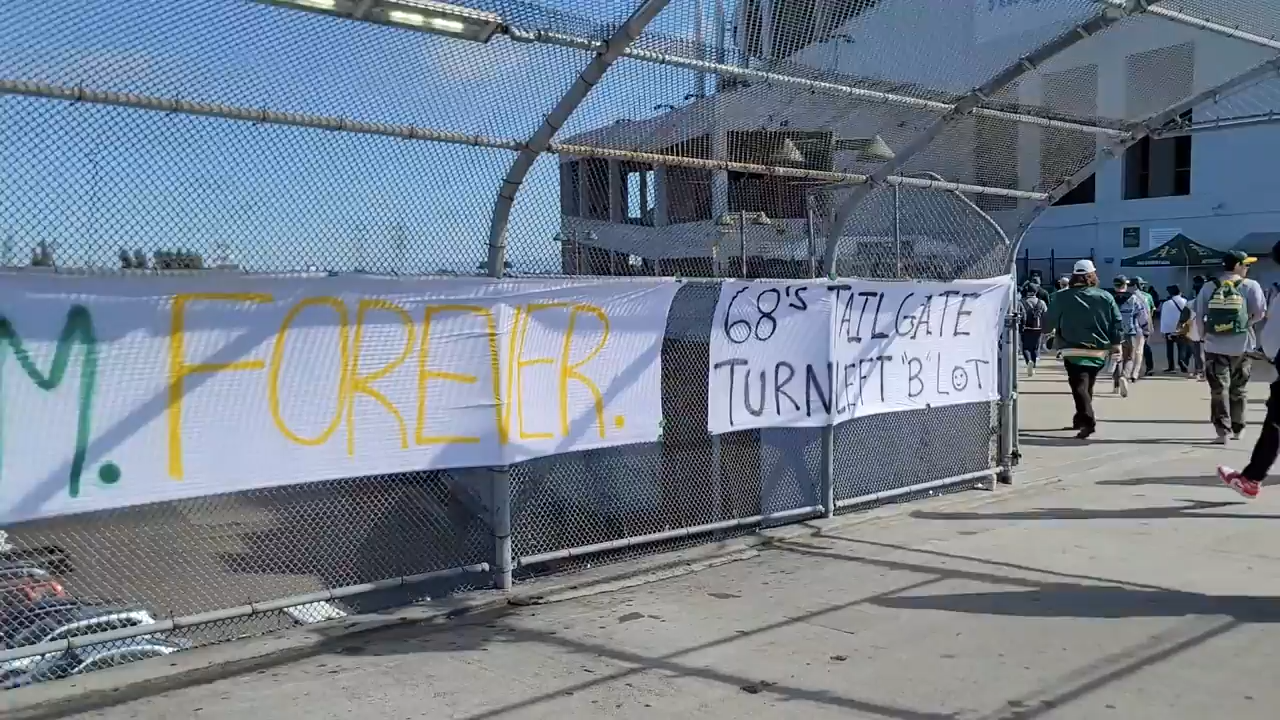 M. FOREVER.
68'S TAILGATE
TURN LEFT "B" LOT
A's